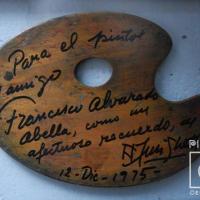 Para el pintor
amigo
Francisco Alvarado
Abella, como un
afectuoso recuerdo,
12-Dic-1975-